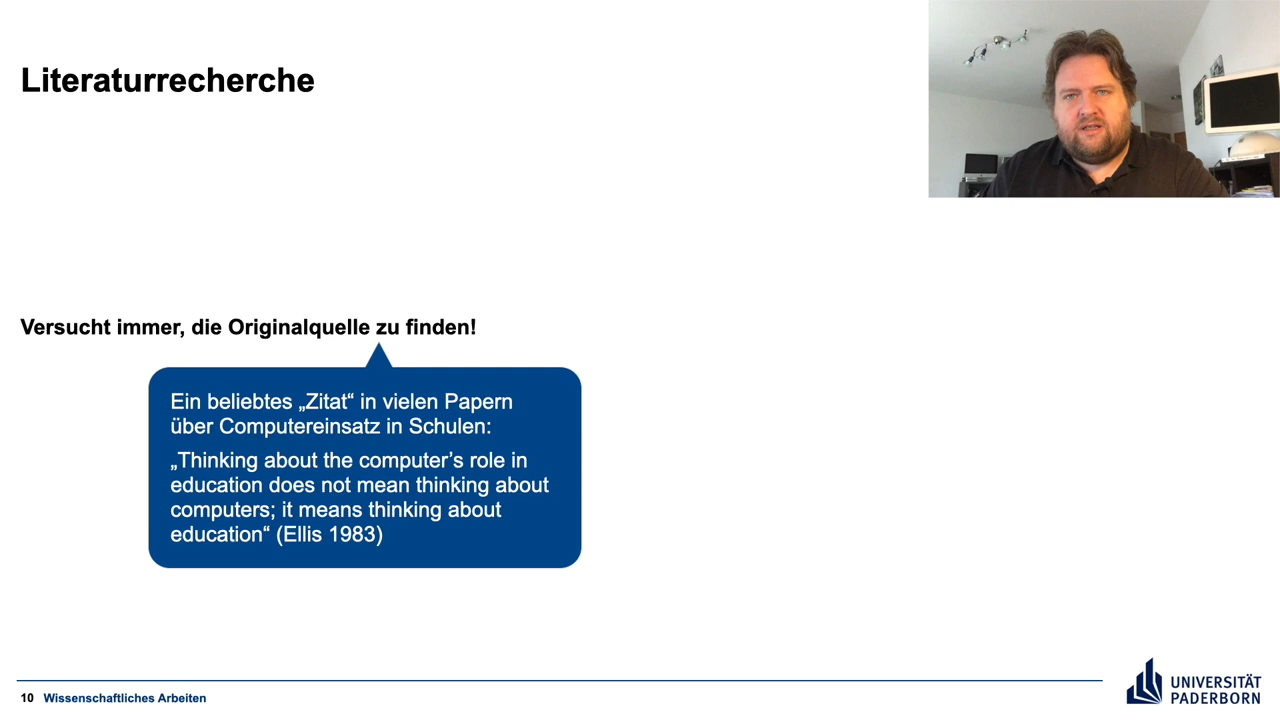 Literaturrecherche
Versucht immer, die Originalquelle zu finden!
Ein beliebtes „Zitat“ in vielen Papern
über Computereinsatz in Schulen:
„Thinking about the computer’s role in
education does not mean thinking about
computers; it means thinking about
education“ (Ellis 1983)
10 Wissenschaftliches Arbeiten
UNIVERSITÄT
PADERBORN